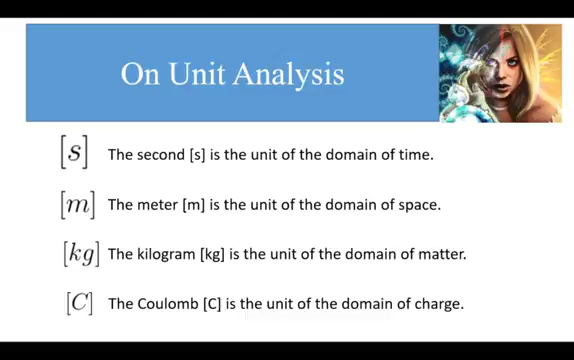 On Unit Analysis
[s] The second [s] is the unit of the domain of time.
[m] The meter [m] is the unit of the domain of space.
[kg] The kilogram [kg] is the unit of the domain of matter.
[C] The Coulomb [C] is the unit of the domain of charge.